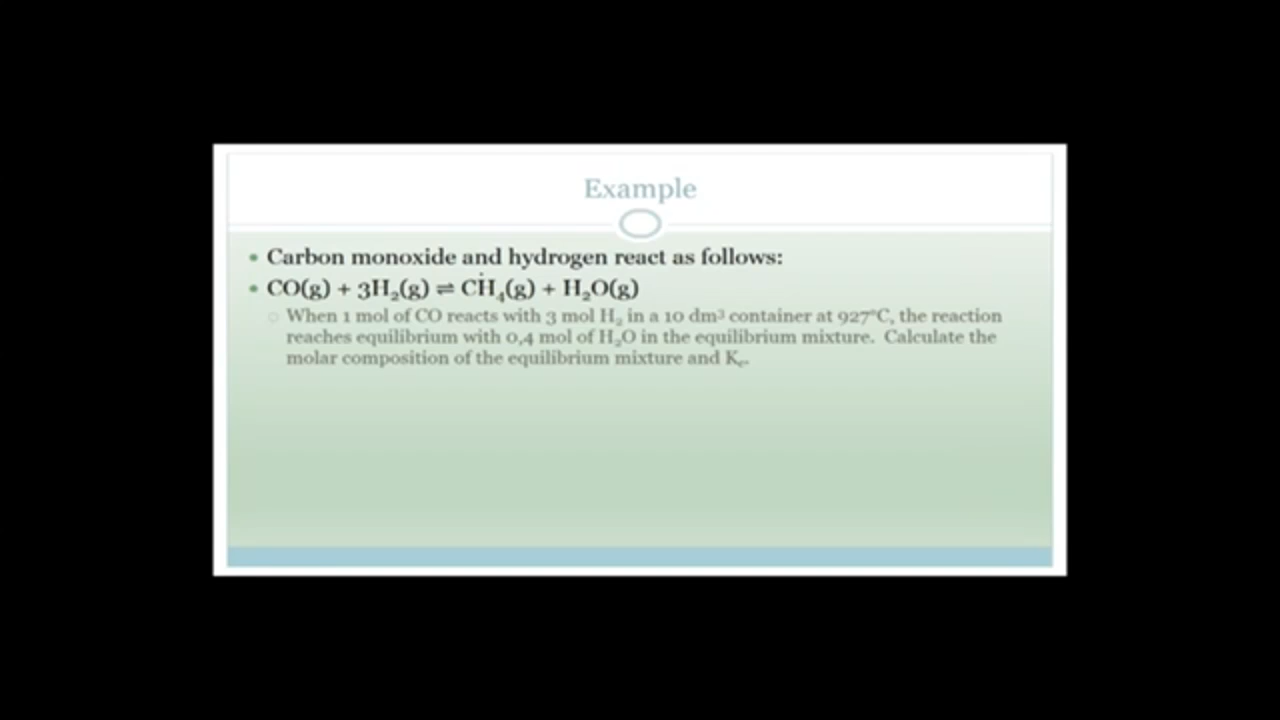 Example
• Carbon monoxide and hydrogen react as follows:
• CO(g) + 3H₂(g) ⇌ CH₄(g) + H₂O(g)
○ When 1 mol of CO reacts with 3 mol H₂ in a 10 dm³ container at 927°C, the reaction
reaches equilibrium with 0,4 mol of H₂O in the equilibrium mixture. Calculate the
molar composition of the equilibrium mixture and K꜀.